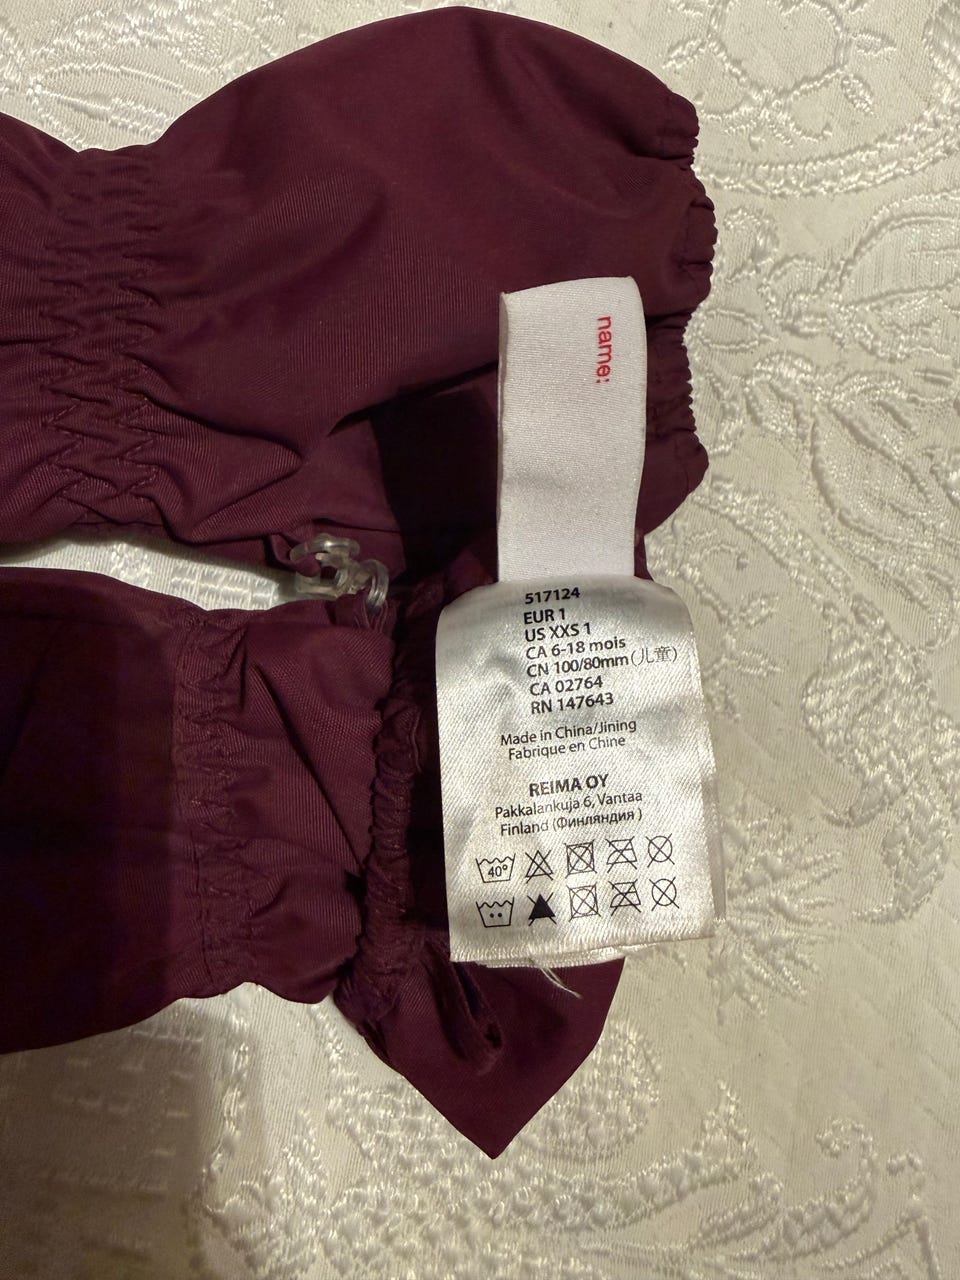 name:
517124
EUR 1
US XXS 1
CA 6-18 mois
CN 100/80mm(儿童)
CA 02764
RN 147643
Made in China/Jining
Fabrique en Chine
REIMA OY
Pakkalankuja 6, Vantaa
Finland (Финляндия )
40°